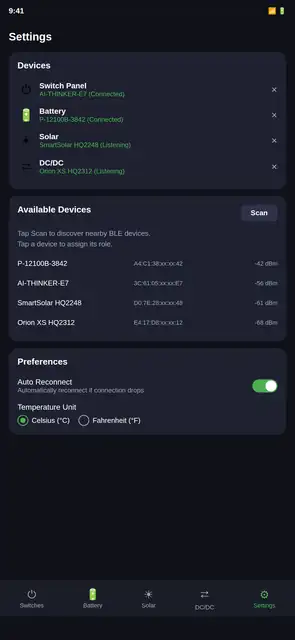 9:41
Settings
Devices
Switch Panel
AI-THINKER-E7 (Connected)
Battery
P-12100B-3842 (Connected)
Solar
SmartSolar HQ2248 (Listening)
DC/DC
Orion XS HQ2312 (Listening)
Available Devices
Scan
Tap Scan to discover nearby BLE devices.
Tap a device to assign its role.
P-12100B-3842 A4:C1:38:xx:xx:42 -42 dBm
AI-THINKER-E7 3C:61:05:xx:xx:E7 -56 dBm
SmartSolar HQ2248 D0:7E:28:xx:xx:48 -61 dBm
Orion XS HQ2312 E4:17:D8:xx:xx:12 -68 dBm
Preferences
Auto Reconnect
Automatically reconnect if connection drops
Temperature Unit
Celsius (°C) Fahrenheit (°F)
Switches Battery Solar DC/DC Settings